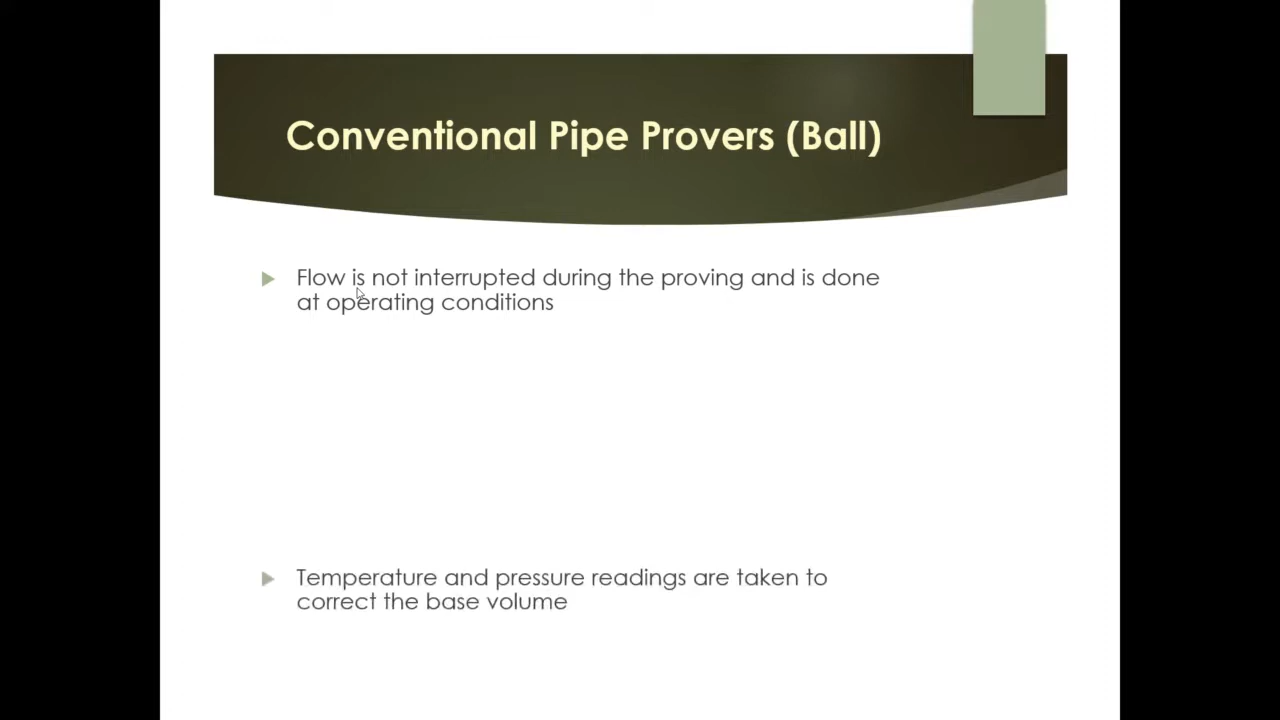 Conventional Pipe Provers (Ball)
Flow is not interrupted during the proving and is done
at operating conditions
Temperature and pressure readings are taken to
correct the base volume